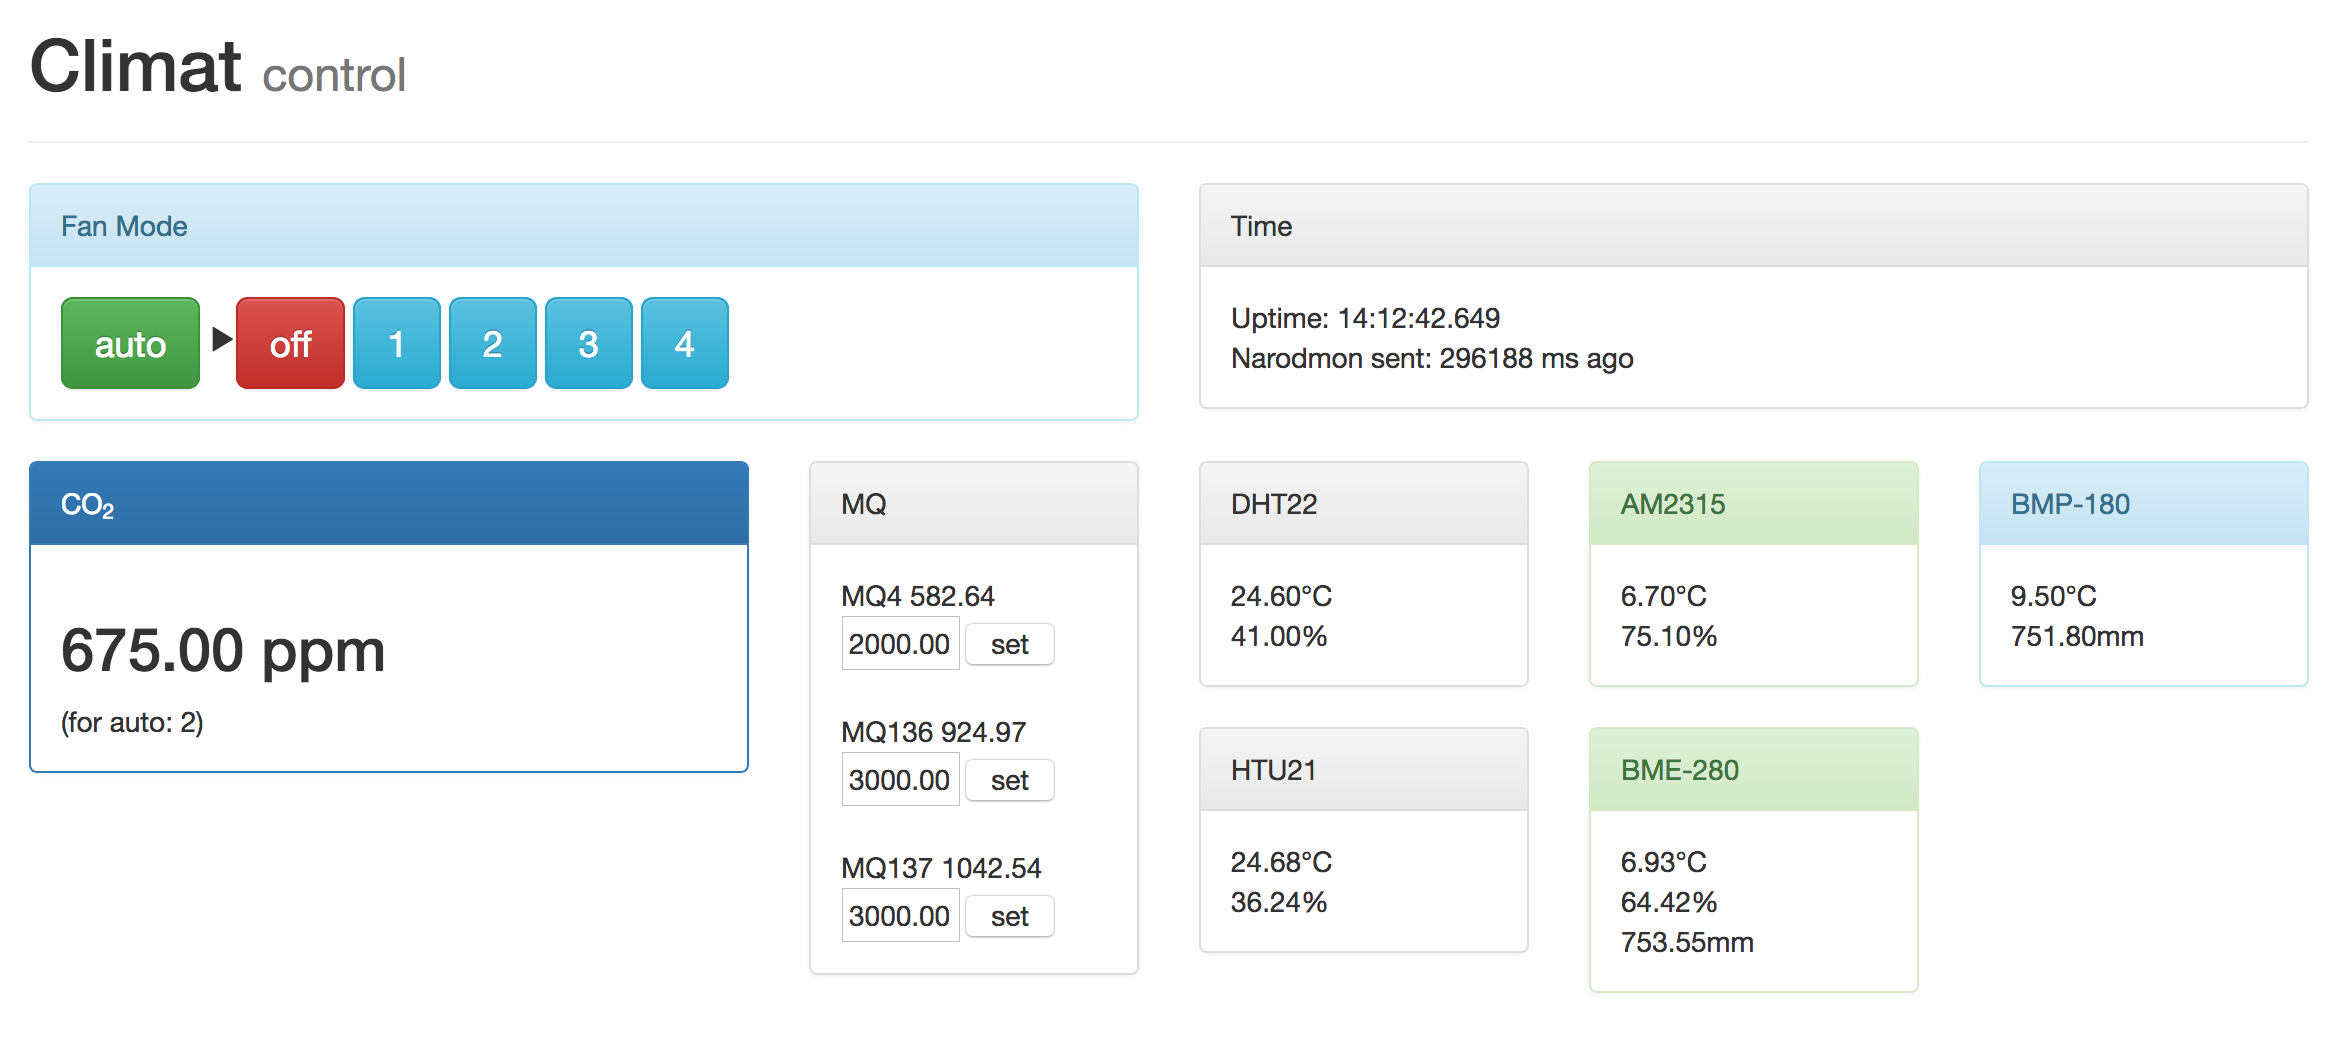 Climat control
Fan Mode
auto ▶ off 1 2 3 4
Time
Uptime: 14:12:42.649
Narodmon sent: 296188 ms ago
CO₂
675.00 ppm
(for auto: 2)
MQ
MQ4 582.64
2000.00 set
MQ136 924.97
3000.00 set
MQ137 1042.54
3000.00 set
DHT22
24.60°C
41.00%
AM2315
6.70°C
75.10%
BMP-180
9.50°C
751.80mm
HTU21
24.68°C
36.24%
BME-280
6.93°C
64.42%
753.55mm